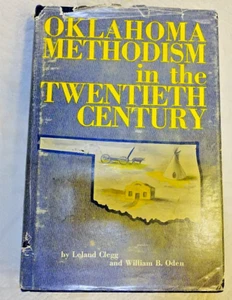 OKLAHOMA
METHODISM
in the
TWENTIETH
CENTURY
by Leland Clegg
and William B. Oden